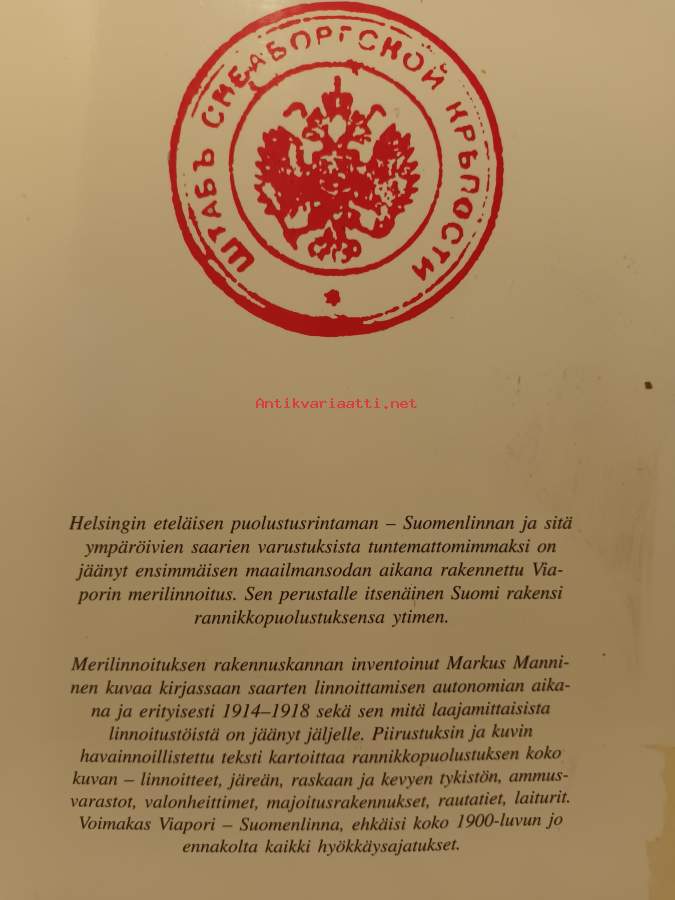 ШТАБЪ СВЕАБОРГСКОЙ КРѢПОСТИ
Antikvariaatti.net
Helsingin eteläisen puolustusrintaman – Suomenlinnan ja sitä
ympäröivien saarien varustuksista tuntemattomimmaksi on
jäänyt ensimmäisen maailmansodan aikana rakennettu Via-
porin merilinnoitus. Sen perustalle itsenäinen Suomi rakensi
rannikkopuolustuksensa ytimen.
Merilinnoituksen rakennuskannan inventoinut Markus Manni-
nen kuvaa kirjassaan saarten linnoittamisen autonomian aika-
na ja erityisesti 1914–1918 sekä sen mitä laajamittaisista
linnoitustöistä on jäänyt jäljelle. Piirustuksin ja kuvin
havainnoillistettu teksti kartoittaa rannikkopuolustuksen koko
kuvan – linnoitteet, järeän, raskaan ja kevyen tykistön, ammus-
varastot, valonheittimet, majoitusrakennukset, rautatiet, laiturit.
Voimakas Viapori – Suomenlinna, ehkäisi koko 1900-luvun jo
ennakolta kaikki hyökkäysajatukset.